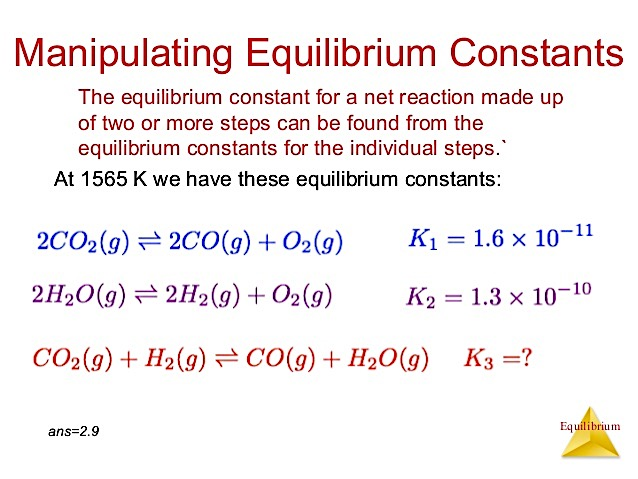 Manipulating Equilibrium Constants
The equilibrium constant for a net reaction made up
of two or more steps can be found from the
equilibrium constants for the individual steps.`
At 1565 K we have these equilibrium constants:
2CO₂(g) ⇌ 2CO(g) + O₂(g) K₁ = 1.6 × 10⁻¹¹
2H₂O(g) ⇌ 2H₂(g) + O₂(g) K₂ = 1.3 × 10⁻¹⁰
CO₂(g) + H₂(g) ⇌ CO(g) + H₂O(g) K₃ =?
ans=2.9
Equilibrium